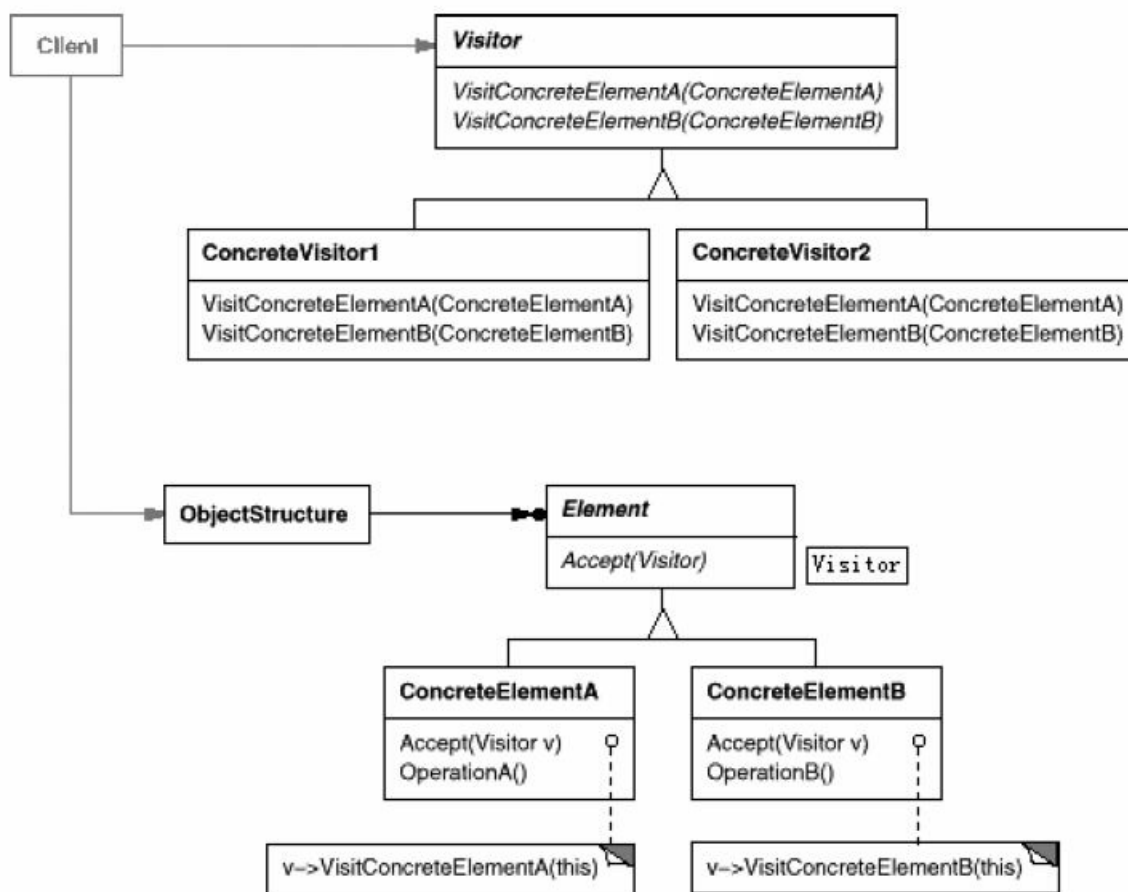 Client
Visitor
VisitConcreteElementA(ConcreteElementA)
VisitConcreteElementB(ConcreteElementB)
ConcreteVisitor1
VisitConcreteElementA(ConcreteElementA)
VisitConcreteElementB(ConcreteElementB)
ConcreteVisitor2
VisitConcreteElementA(ConcreteElementA)
VisitConcreteElementB(ConcreteElementB)
ObjectStructure
Element
Accept(Visitor)
Visitor
ConcreteElementA
Accept(Visitor v)
OperationA()
ConcreteElementB
Accept(Visitor v)
OperationB()
v->VisitConcreteElementA(this)
v->VisitConcreteElementB(this)